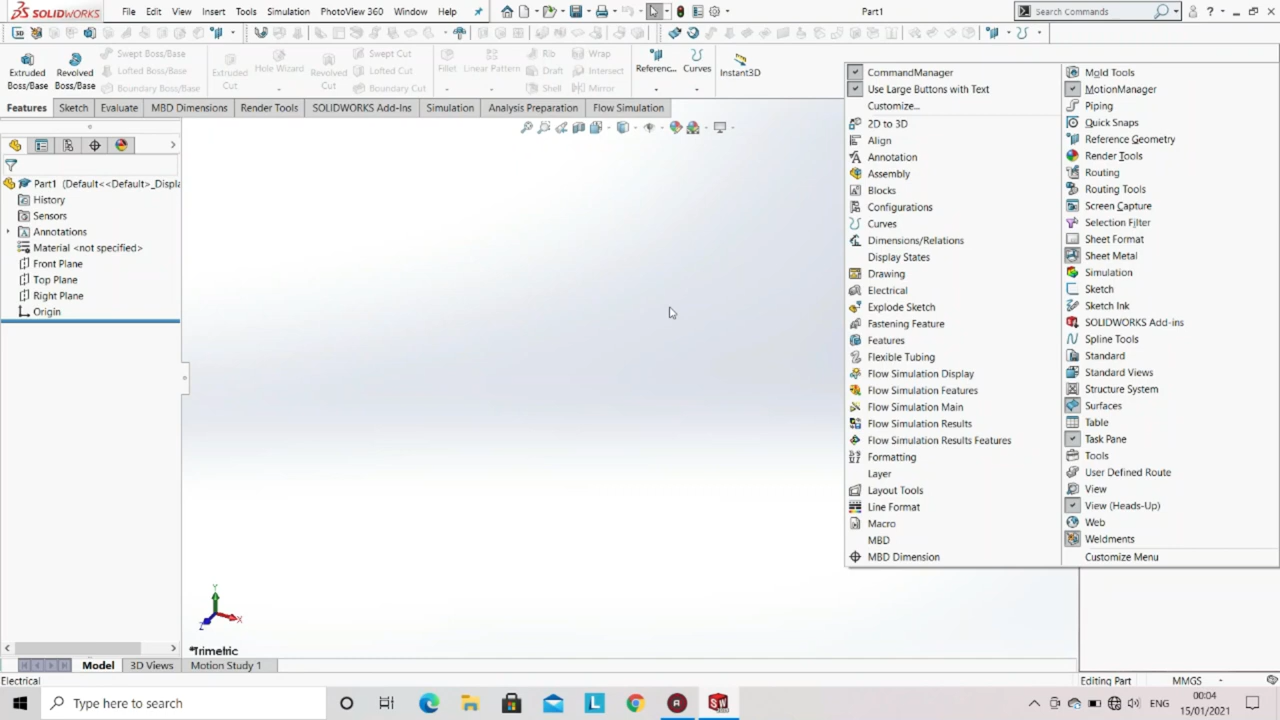 SOLIDWORKS
File Edit View Insert Tools Simulation PhotoView 360 Window Help
Part1
Search Commands
Extruded Boss/Base
Revolved Boss/Base
Swept Boss/Base
Lofted Boss/Base
Boundary Boss/Base
Extruded Cut
Hole Wizard
Revolved Cut
Swept Cut
Lofted Cut
Boundary Cut
Fillet
Linear Pattern
Rib
Draft
Shell
Wrap
Intersect
Mirror
Referenc...
Curves
Instant3D
Features Sketch Evaluate MBD Dimensions Render Tools SOLIDWORKS Add-Ins Simulation Analysis Preparation Flow Simulation
Part1 (Default<<Default>_Displa
History
Sensors
Annotations
Material <not specified>
Front Plane
Top Plane
Right Plane
Origin
CommandManager
Use Large Buttons with Text
Customize...
2D to 3D
Align
Annotation
Assembly
Blocks
Configurations
Curves
Dimensions/Relations
Display States
Drawing
Electrical
Explode Sketch
Fastening Feature
Features
Flexible Tubing
Flow Simulation Display
Flow Simulation Features
Flow Simulation Main
Flow Simulation Results
Flow Simulation Results Features
Formatting
Layer
Layout Tools
Line Format
Macro
MBD
MBD Dimension
Mold Tools
MotionManager
Piping
Quick Snaps
Reference Geometry
Render Tools
Routing
Routing Tools
Screen Capture
Selection Filter
Sheet Format
Sheet Metal
Simulation
Sketch
Sketch Ink
SOLIDWORKS Add-ins
Spline Tools
Standard
Standard Views
Structure System
Surfaces
Table
Task Pane
Tools
User Defined Route
View
View (Heads-Up)
Web
Weldments
Customize Menu
Y
X
Z
*Trimetric
Model 3D Views Motion Study 1
Electrical
Editing Part
MMGS
Type here to search
ENG
00:04
15/01/2021